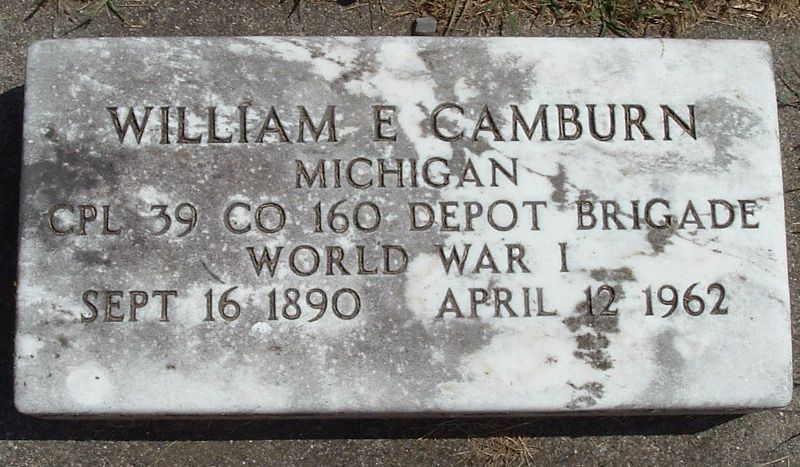 WILLIAM E CAMBURN
MICHIGAN
CPL 39 CO 160 DEPOT BRIGADE
WORLD WAR I
SEPT 16 1890 APRIL 12 1962